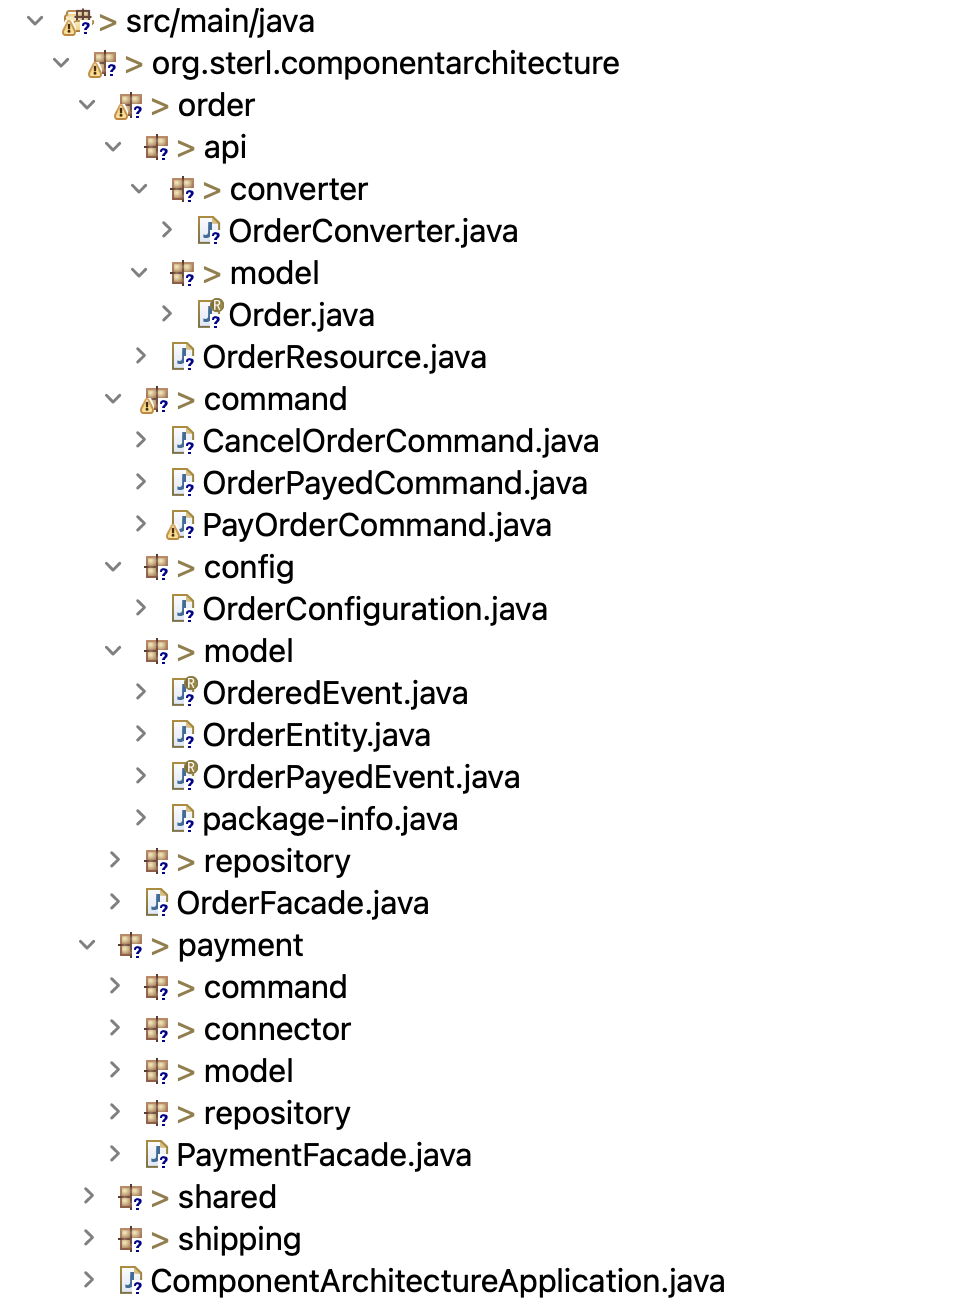 > src/main/java
> org.sterl.componentarchitecture
> order
> api
> converter
OrderConverter.java
> model
Order.java
OrderResource.java
> command
CancelOrderCommand.java
OrderPayedCommand.java
PayOrderCommand.java
> config
OrderConfiguration.java
> model
OrderedEvent.java
OrderEntity.java
OrderPayedEvent.java
package-info.java
> repository
OrderFacade.java
> payment
> command
> connector
> model
> repository
PaymentFacade.java
> shared
> shipping
ComponentArchitectureApplication.java